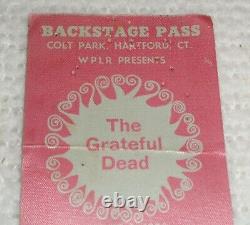 BACKSTAGE PASS
COLT PARK, HARTFORD, CT.
WPLR PRESENTS
The
Grateful
Dead